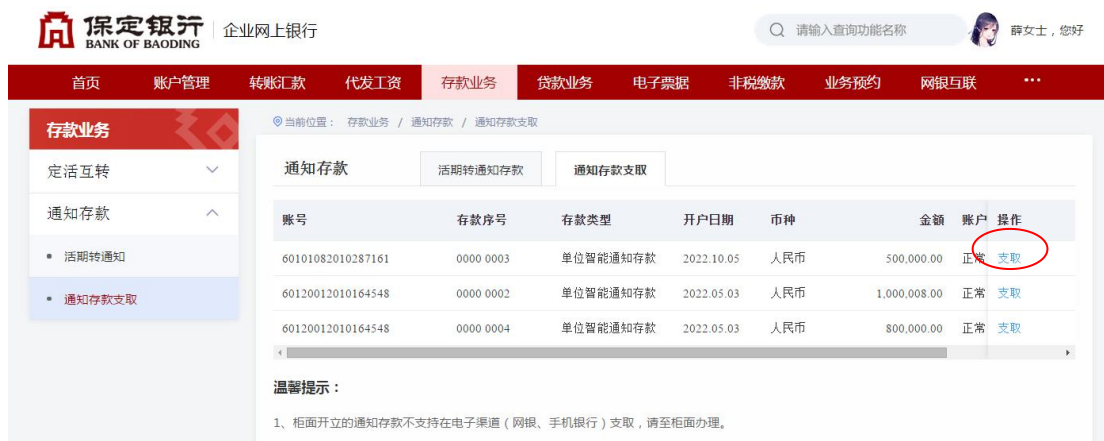 保定银行 企业网上银行 请输入查询功能名称 薛女士，您好
BANK OF BAODING
首页 账户管理 转账汇款 代发工资 存款业务 贷款业务 电子票据 非税缴款 业务预约 网银互联 •••
存款业务
定活互转
通知存款
• 活期转通知
• 通知存款支取
当前位置： 存款业务 / 通知存款 / 通知存款支取
通知存款 活期转通知存款 通知存款支取
账号 存款序号 存款类型 开户日期 币种 金额 账户 操作
60101082010287161 0000 0003 单位智能通知存款 2022.10.05 人民币 500,000.00 正常 支取
60120012010164548 0000 0002 单位智能通知存款 2022.05.03 人民币 1,000,008.00 正常 支取
60120012010164548 0000 0004 单位智能通知存款 2022.05.03 人民币 800,000.00 正常 支取
温馨提示：
1、柜面开立的通知存款不支持在电子渠道（网银、手机银行）支取，请至柜面办理。